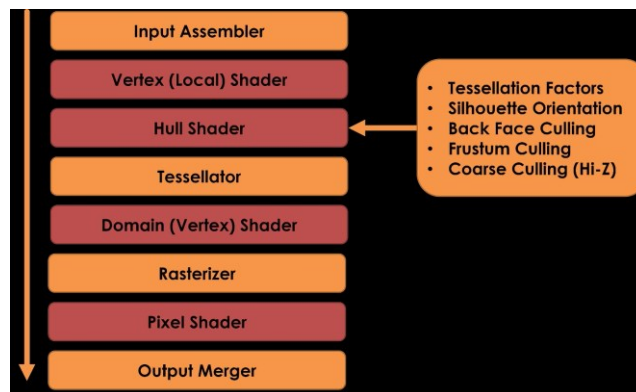 Input Assembler
Vertex (Local) Shader
Hull Shader
Tessellator
Domain (Vertex) Shader
Rasterizer
Pixel Shader
Output Merger
• Tessellation Factors
• Silhouette Orientation
• Back Face Culling
• Frustum Culling
• Coarse Culling (Hi-Z)